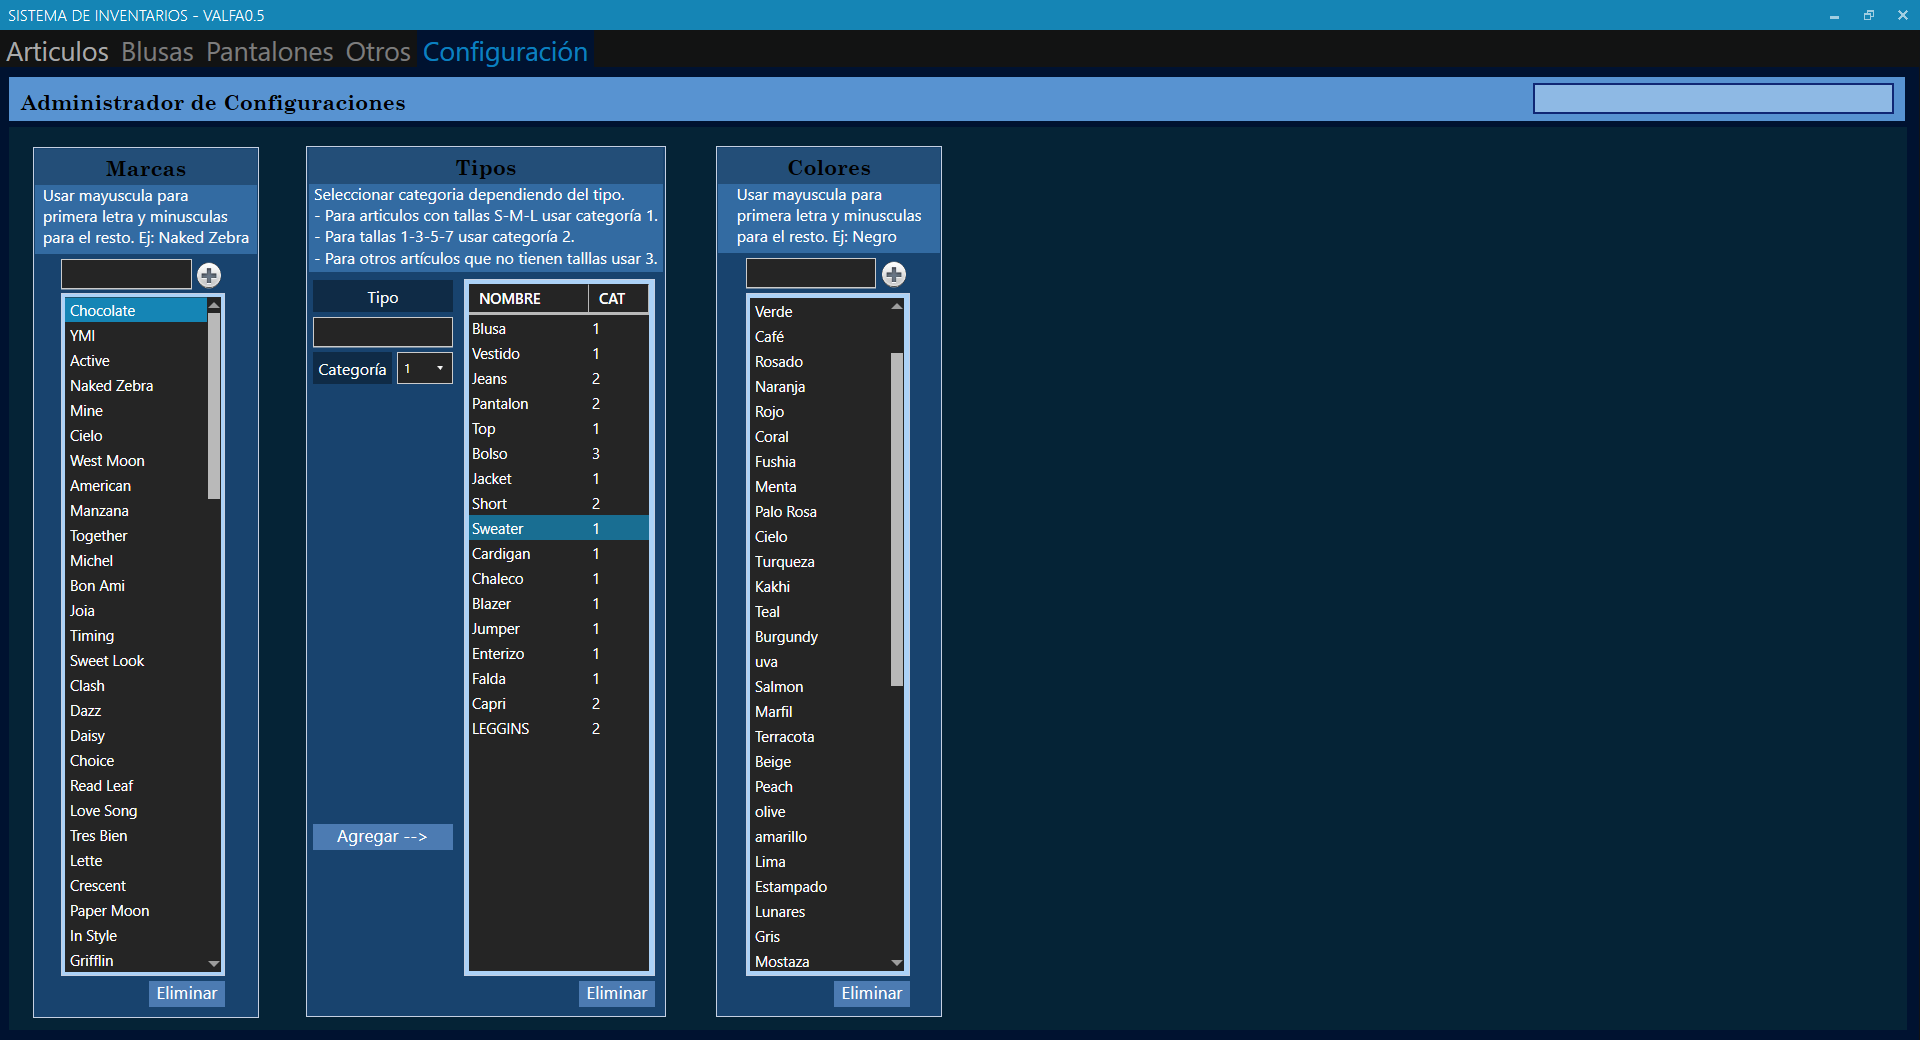 SISTEMA DE INVENTARIOS - VALFA0.5
Articulos Blusas Pantalones Otros Configuración
Administrador de Configuraciones
Marcas
Usar mayuscula para
primera letra y minusculas
para el resto. Ej: Naked Zebra
Chocolate
YMI
Active
Naked Zebra
Mine
Cielo
West Moon
American
Manzana
Together
Michel
Bon Ami
Joia
Timing
Sweet Look
Clash
Dazz
Daisy
Choice
Read Leaf
Love Song
Tres Bien
Lette
Crescent
Paper Moon
In Style
Grifflin
Eliminar
Tipos
Seleccionar categoria dependiendo del tipo.
- Para articulos con tallas S-M-L usar categoría 1.
- Para tallas 1-3-5-7 usar categoría 2.
- Para otros artículos que no tienen talllas usar 3.
Tipo
Categoría 1
Agregar -->
NOMBRE CAT
Blusa 1
Vestido 1
Jeans 2
Pantalon 2
Top 1
Bolso 3
Jacket 1
Short 2
Sweater 1
Cardigan 1
Chaleco 1
Blazer 1
Jumper 1
Enterizo 1
Falda 1
Capri 2
LEGGINS 2
Eliminar
Colores
Usar mayuscula para
primera letra y minusculas
para el resto. Ej: Negro
Verde
Café
Rosado
Naranja
Rojo
Coral
Fushia
Menta
Palo Rosa
Cielo
Turqueza
Kakhi
Teal
Burgundy
uva
Salmon
Marfil
Terracota
Beige
Peach
olive
amarillo
Lima
Estampado
Lunares
Gris
Mostaza
Eliminar